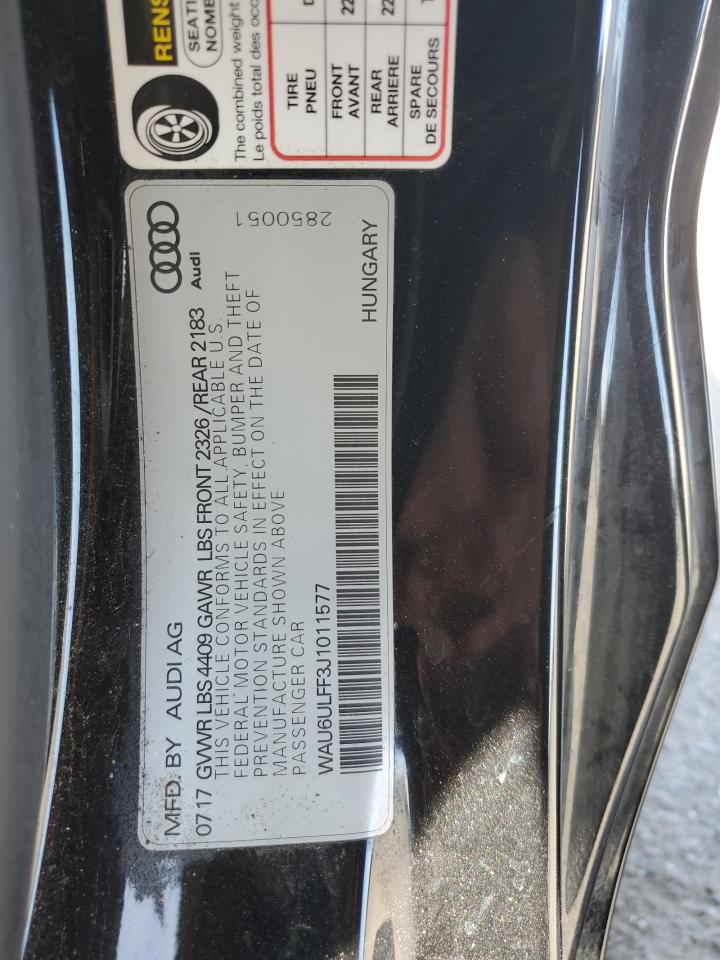 RENS
SEATI
NOMB
The combined weight
Le poids total des occ
TIRE
PNEU
FRONT
AVANT
22
REAR
ARRIERE
22
SPARE
DE SECOURS
MFD. BY AUDI AG
Audi
0717 GVWR LBS 4409 GAWR LBS FRONT 2326 /REAR 2183
THIS VEHICLE CONFORMS TO ALL APPLICABLE U.S.
FEDERAL MOTOR VEHICLE SAFETY, BUMPER AND THEFT
PREVENTION STANDARDS IN EFFECT ON THE DATE OF
MANUFACTURE SHOWN ABOVE
PASSENGER CAR
2850051
WAU6ULFF3J1011577
HUNGARY